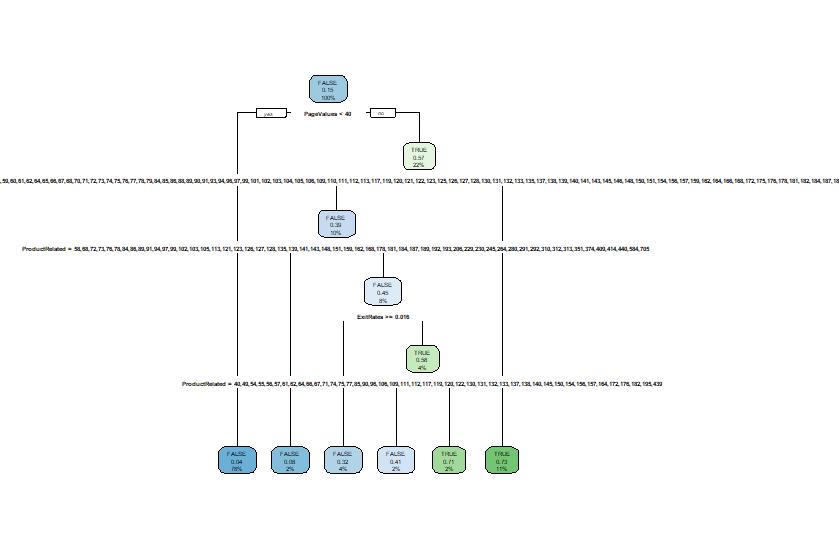 FALSE
0.15
100%
yes
PageValues < 40
no
TRUE
0.57
22%
,59,60,61,62,64,65,66,67,68,70,71,72,73,74,75,76,77,78,79,84,85,86,88,89,90,91,93,94,96,97,99,101,102,103,104,105,106,109,110,111,112,113,117,119,120,121,122,123,125,126,127,128,130,131,132,133,135,137,138,139,140,141,143,145,146,148,150,151,154,156,157,159,162,164,166,168,172,175,176,178,181,182,184,187,18
FALSE
0.39
10%
ProductRelated = 58,68,72,73,76,78,84,86,89,91,94,97,99,102,103,105,113,121,123,126,127,128,135,139,141,143,148,151,159,162,168,178,181,184,187,189,192,193,206,229,230,245,264,280,291,292,310,312,313,351,374,409,414,440,584,705
FALSE
0.45
8%
ExitRates >= 0.016
TRUE
0.58
4%
ProductRelated = 40,49,54,55,56,57,61,62,64,66,67,71,74,75,77,85,90,96,106,109,111,112,117,119,120,122,130,131,132,133,137,138,140,145,150,154,156,157,164,172,176,182,195,439
FALSE
0.04
78%
FALSE
0.08
2%
FALSE
0.32
4%
FALSE
0.41
2%
TRUE
0.71
2%
TRUE
0.73
11%